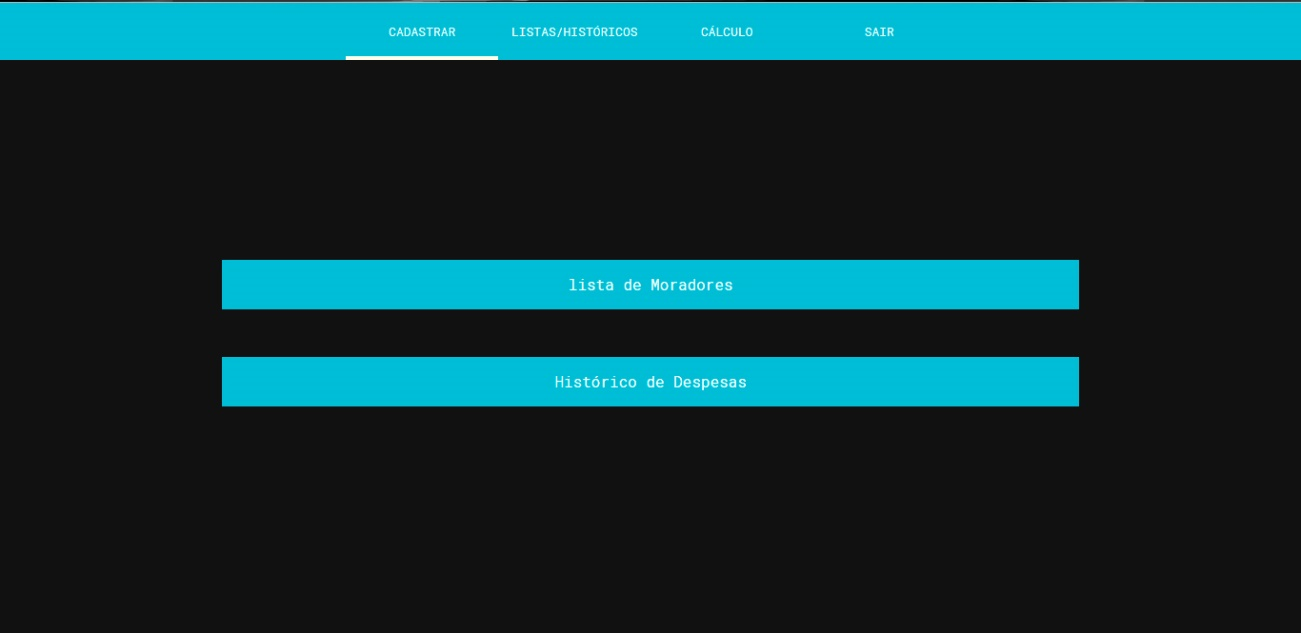 CADASTRAR LISTAS/HISTÓRICOS CÁLCULO SAIR
lista de Moradores
Histórico de Despesas